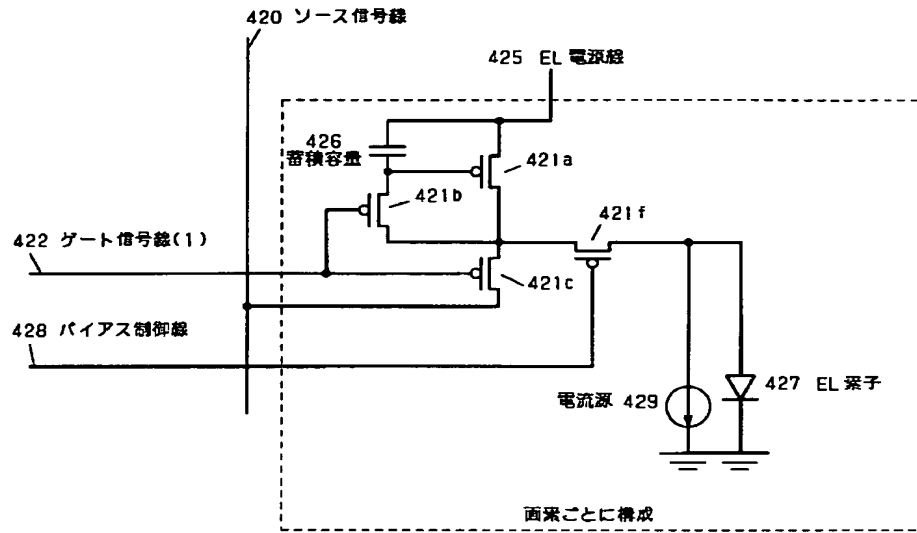 420 ソース信号線
425 EL 電源線
426
蓄積容量
421a
421b
421f
422 ゲート信号線(1)
421c
428 バイアス制御線
427 EL 素子
電流源 429
画素ごとに構成